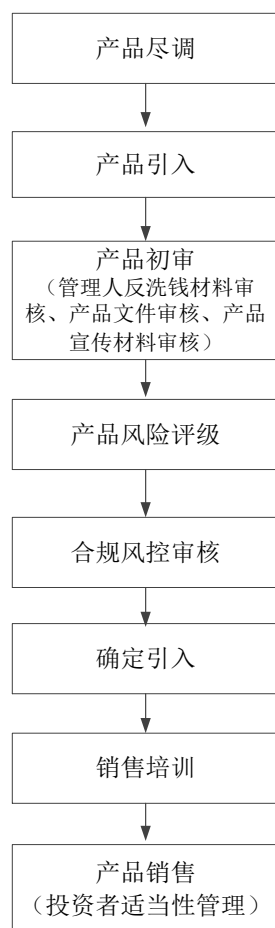 产品尽调
产品引入
产品初审
（管理人反洗钱材料审
核、产品文件审核、产品
宣传材料审核）
产品风险评级
合规风控审核
确定引入
销售培训
产品销售
（投资者适当性管理）